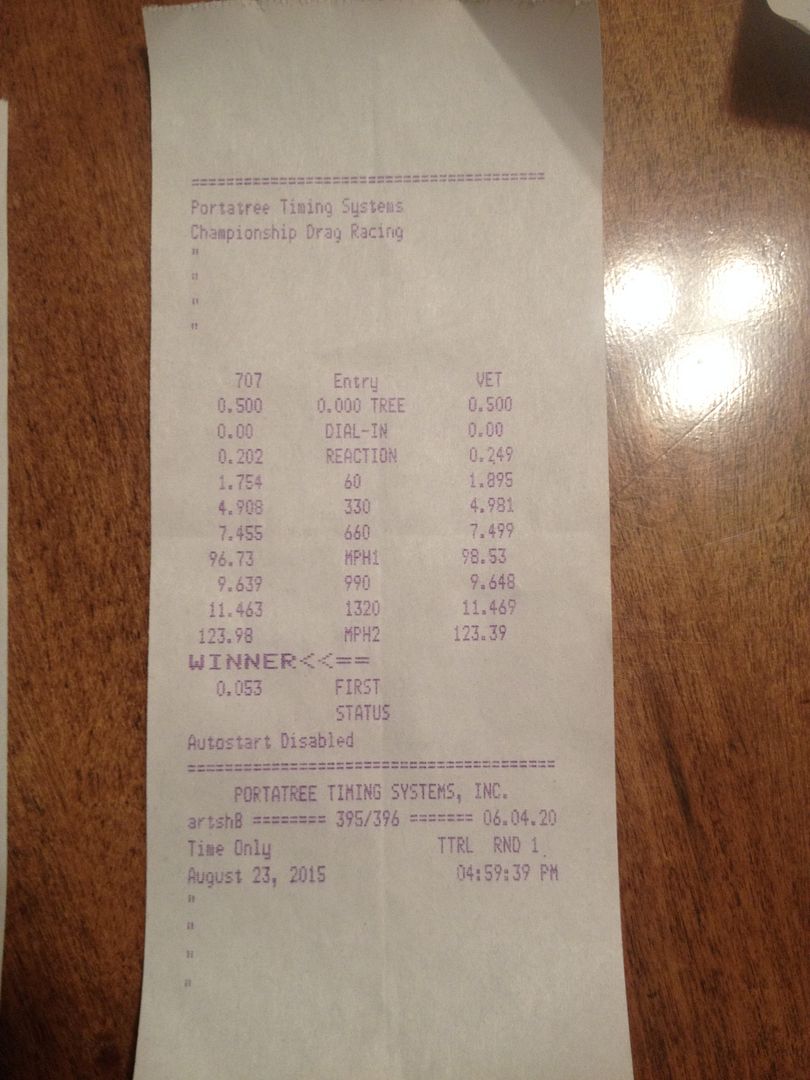 =======================================
Portatree Timing Systems
Championship Drag Racing
"
"
"
"
707 Entry VET
0.500 0.000 TREE 0.500
0.00 DIAL-IN 0.00
0.202 REACTION 0.249
1.754 60 1.895
4.908 330 4.981
7.455 660 7.499
96.73 MPH1 98.53
9.639 990 9.648
11.463 1320 11.469
123.98 MPH2 123.39
WINNER<<==
0.053 FIRST
STATUS
Autostart Disabled
========================================
PORTATREE TIMING SYSTEMS, INC.
artsh8 ======== 395/396 ======= 06.04.20
Time Only TTRL RND 1
August 23, 2015 04:59:39 PM
"
"
"
"